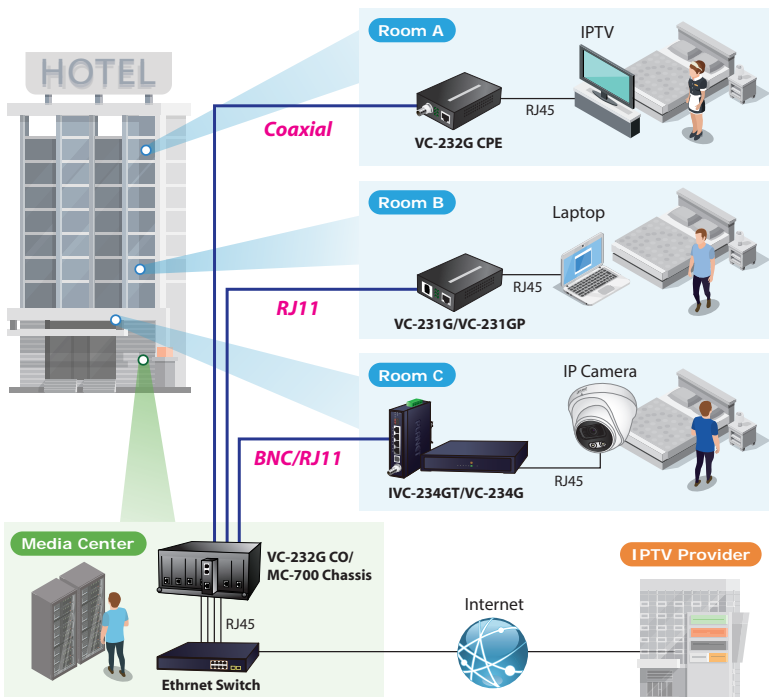 HOTEL
Room A
IPTV
Coaxial
RJ45
VC-232G CPE
Room B
Laptop
RJ11
RJ45
VC-231G/VC-231GP
Room C
IP Camera
BNC/RJ11
RJ45
IVC-234GT/VC-234G
Media Center
VC-232G CO/
MC-700 Chassis
RJ45
Ethrnet Switch
Internet
IPTV Provider